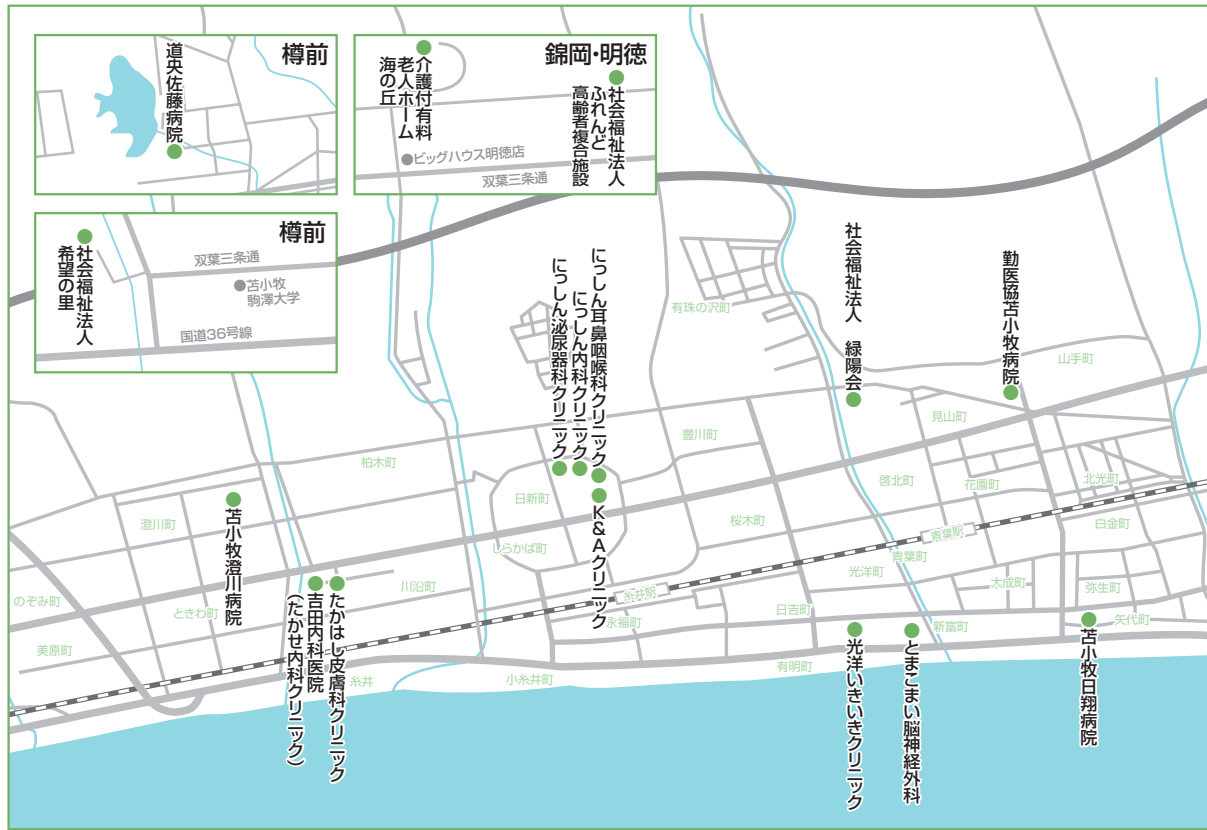 樽前
道央佐藤病院
錦岡・明徳
介護付有料
老人ホーム
海の丘
社会福祉法人
ふれんど
高齢者複合施設
ビッグハウス明徳店
双葉三条通
樽前
社会福祉法人
希望の里
双葉三条通
苫小牧
駒澤大学
国道36号線
にっしん耳鼻咽喉科クリニック
にっしん内科クリニック
にっしん泌尿器科クリニック
K&Aクリニック
社会福祉法人 緑陽会
勤医協苫小牧病院
有珠の沢町
山手町
見山町
豊川町
柏木町
日新町
啓北町
花園町
北光町
澄川町
苫小牧澄川病院
桜木町
白金町
しらかば町
青葉駅
青葉町
光洋町
大成町
弥生町
川沿町
糸井駅
のぞみ町
ときわ町
永福町
日吉町
新富町
矢代町
美原町
糸井
小糸井町
有明町
たかはし皮膚科クリニック
吉田内科医院
(たかせ内科クリニック)
光洋いきいきクリニック
とまこまい脳神経外科
苫小牧日翔病院